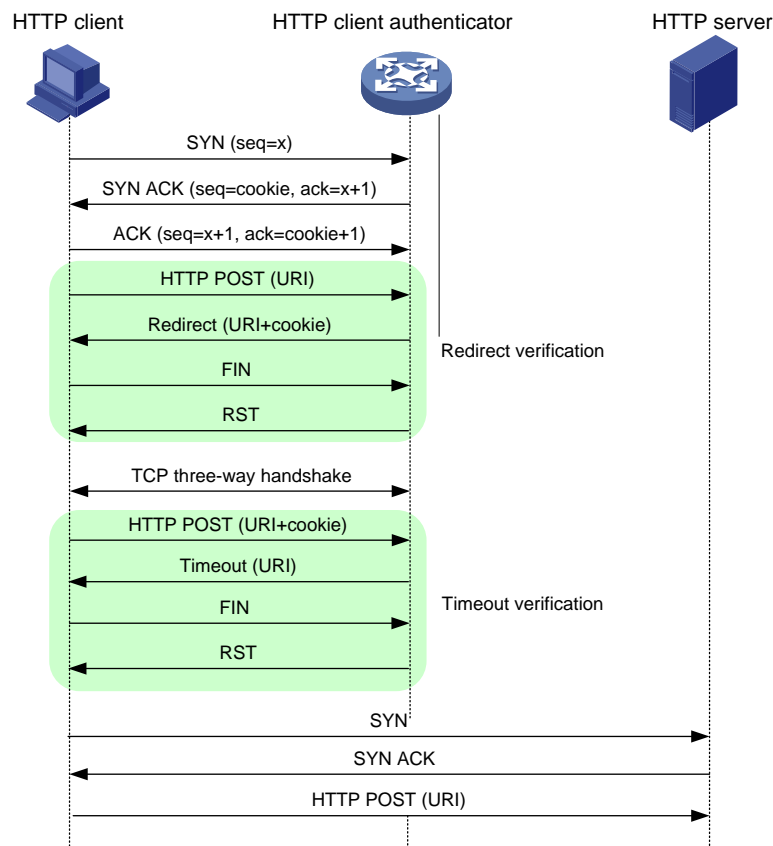 HTTP client
HTTP client authenticator
HTTP server
SYN (seq=x)
SYN ACK (seq=cookie, ack=x+1)
ACK (seq=x+1, ack=cookie+1)
HTTP POST (URI)
Redirect (URI+cookie)
Redirect verification
FIN
RST
TCP three-way handshake
HTTP POST (URI+cookie)
Timeout (URI)
FIN
Timeout verification
RST
SYN
SYN ACK
HTTP POST (URI)